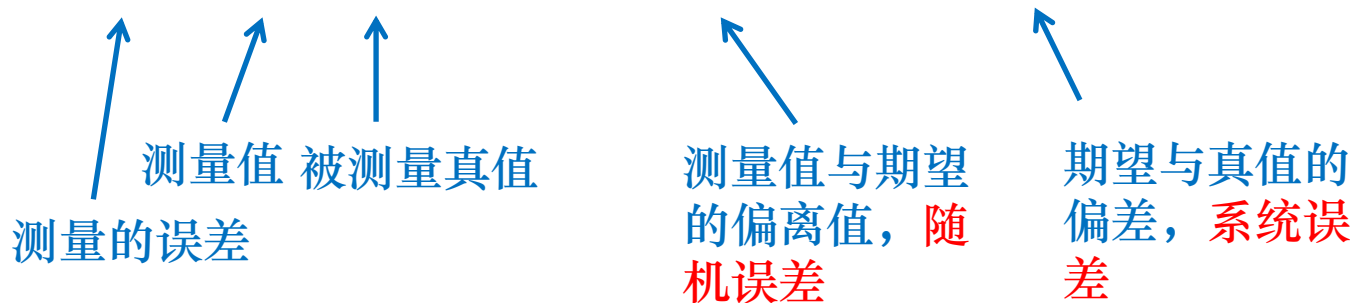 测量值 被测量真值
测量的误差
测量值与期望
的偏离值，随
机误差
期望与真值的
偏差，系统误
差